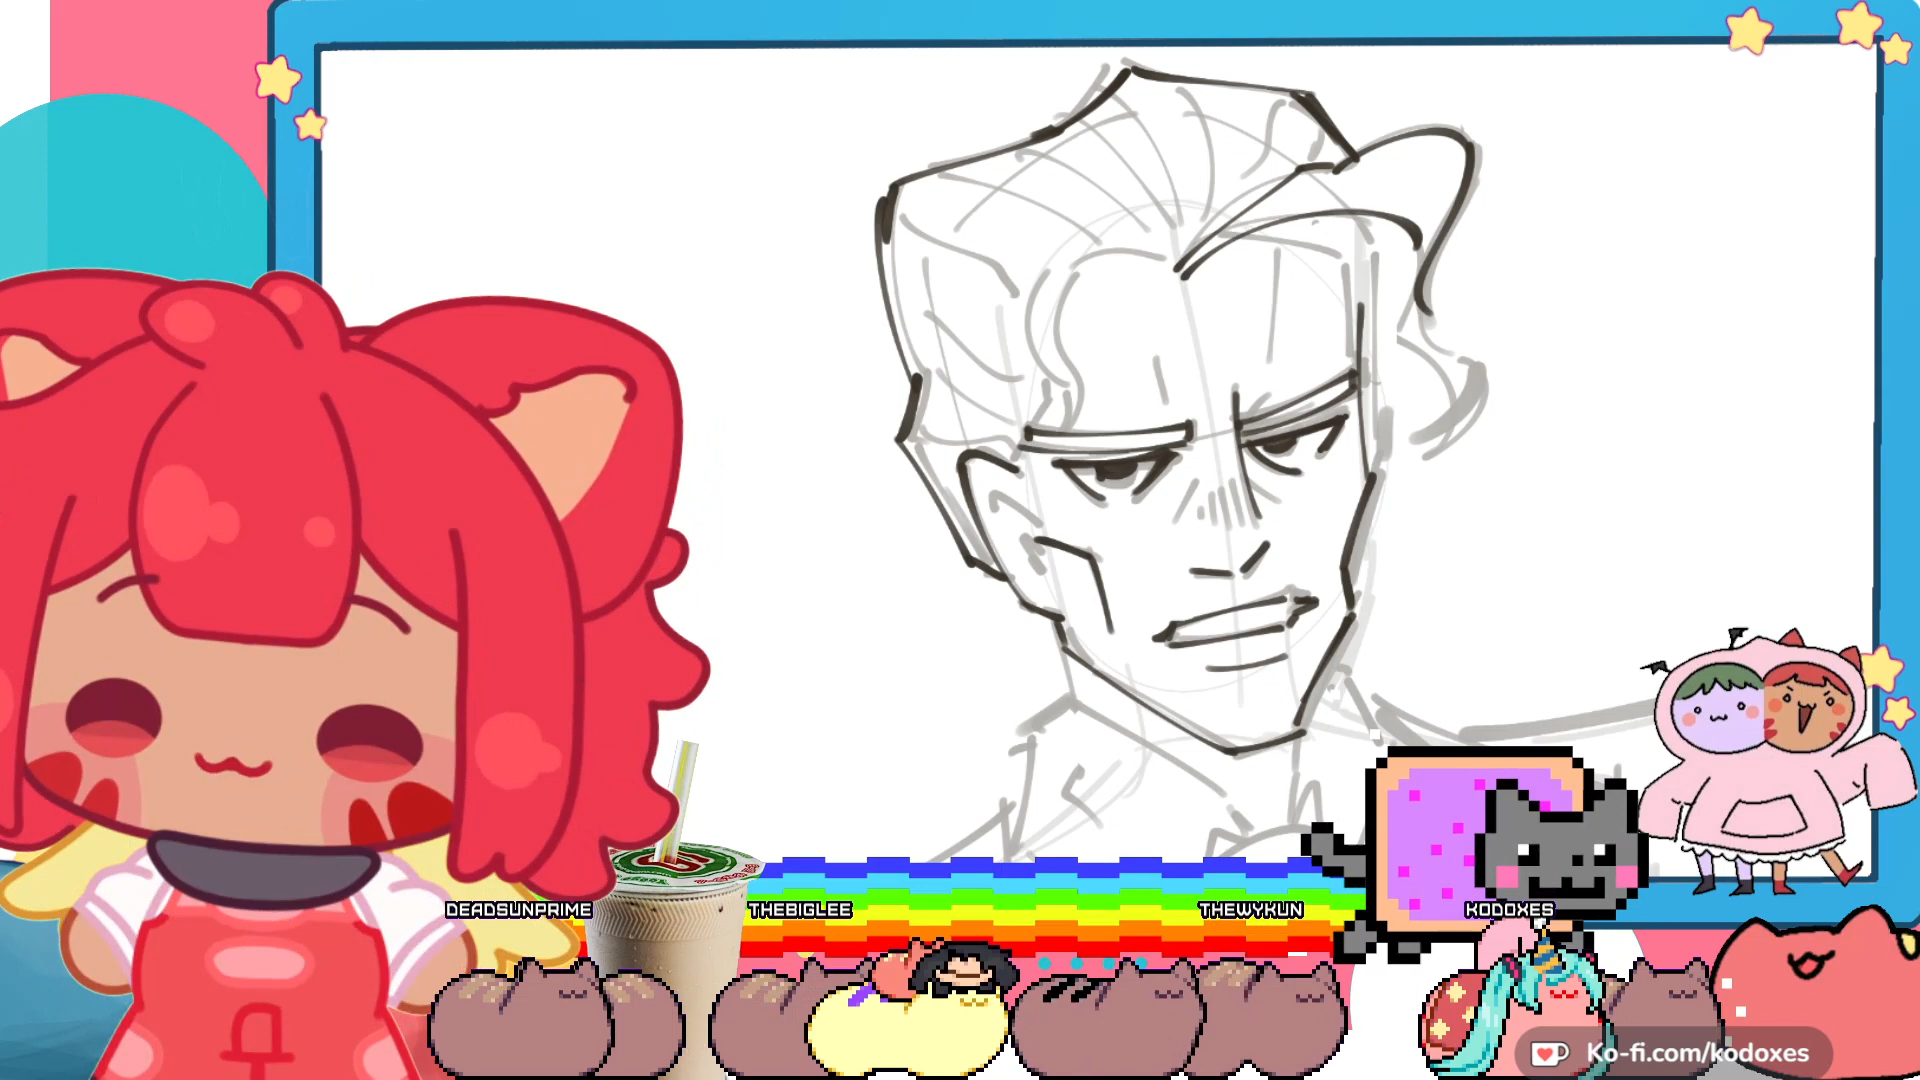 DEADSUNPRIME
THEBIGLEE
THEWYKUN
KODOXES
Ko-fi.com/kodoxes